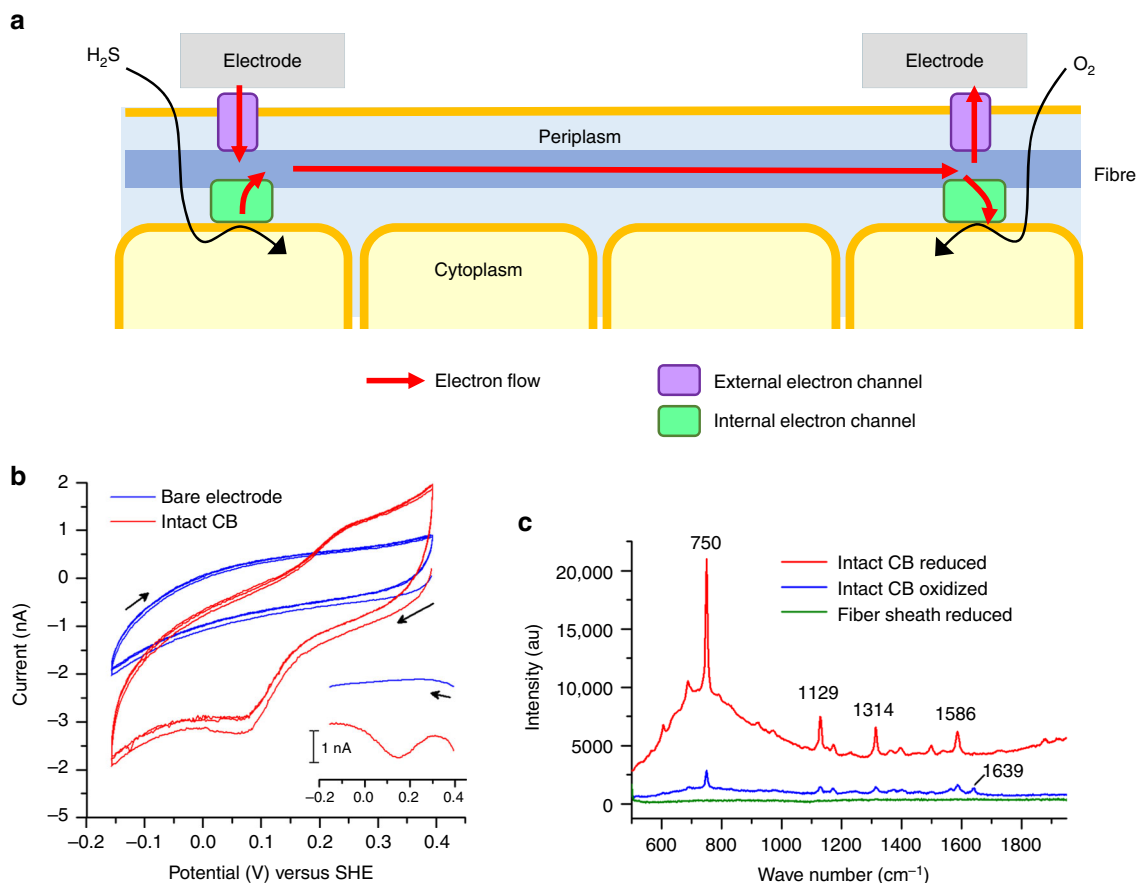 a
H₂S
Electrode
Electrode
O₂
Periplasm
Fibre
Cytoplasm
Electron flow
External electron channel
Internal electron channel
b
2
1
0
–1
–2
–3
–2
–5
Current (nA)
Bare electrode
Intact CB
1 nA
–0.2 0.0 0.2 0.4
–0.2 –0.1 0.0 0.1 0.2 0.3 0.4
Potential (V) versus SHE
c
750
Intact CB reduced
Intact CB oxidized
Fiber sheath reduced
20,000
15,000
10,000
5000
0
Intensity (au)
1129
1314
1586
1639
600 800 1000 1200 1400 1600 1800
Wave number (cm⁻¹)